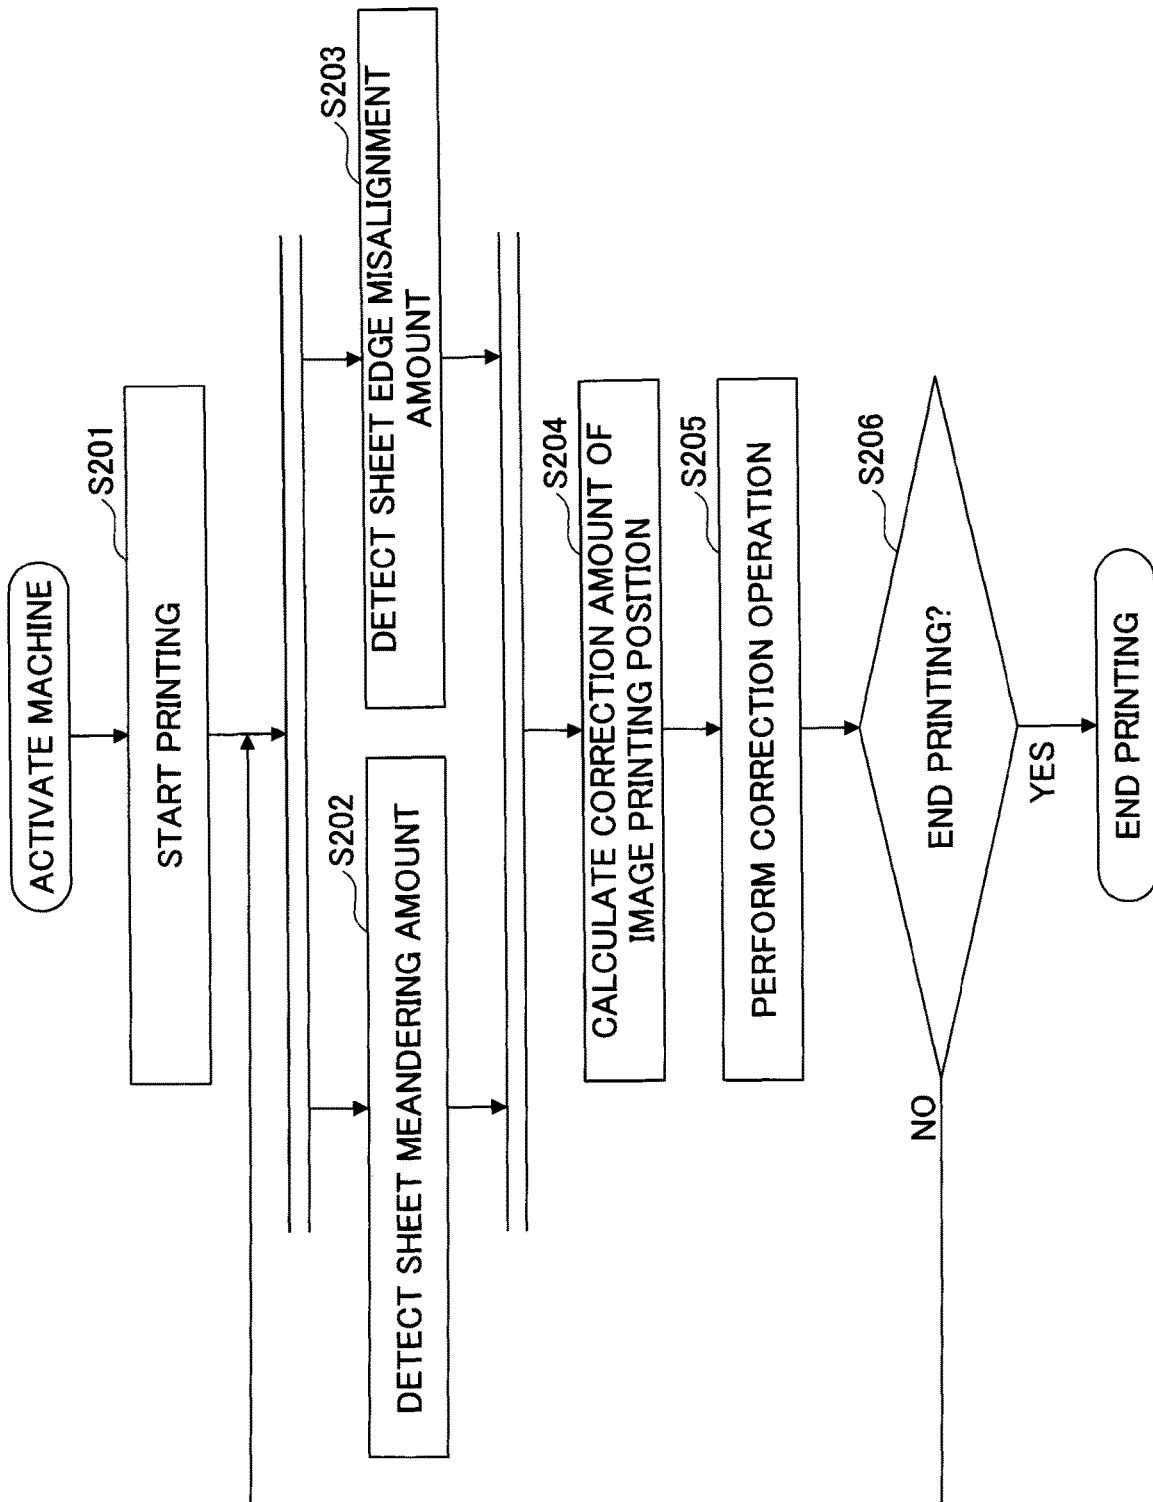 ACTIVATE MACHINE
S201
START PRINTING
S202
DETECT SHEET MEANDERING AMOUNT
S203
DETECT SHEET EDGE MISALIGNMENT
AMOUNT
S204
CALCULATE CORRECTION AMOUNT OF
IMAGE PRINTING POSITION
S205
PERFORM CORRECTION OPERATION
S206
END PRINTING?
NO
YES
END PRINTING